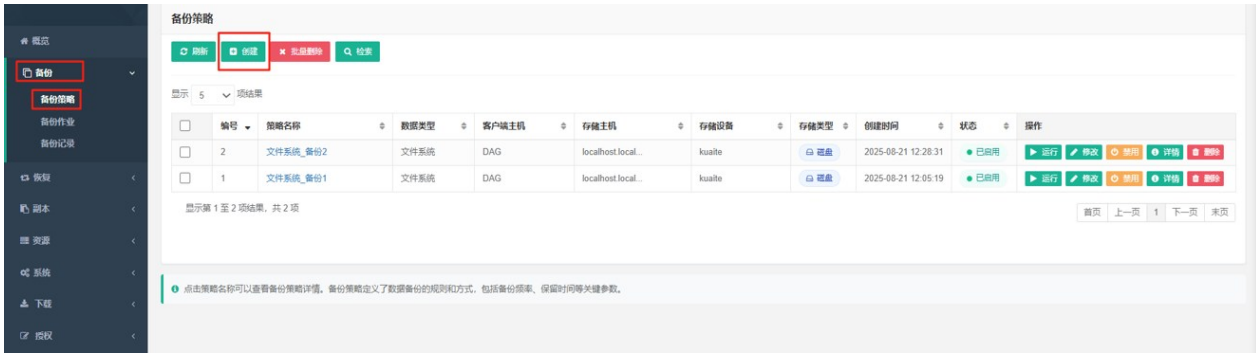 备份策略
概览
备份
备份策略
备份作业
备份记录
恢复
副本
资源
系统
下载
授权
刷新 创建 批量删除 检索
显示 5 项结果
编号 策略名称 数据类型 客户端主机 存储主机 存储设备 存储类型 创建时间 状态 操作
2 文件系统_备份2 文件系统 DAG localhost.local... kuaite 磁盘 2025-08-21 12:28:31 已启用 运行 修改 禁用 详情 删除
1 文件系统_备份1 文件系统 DAG localhost.local... kuaite 磁盘 2025-08-21 12:05:19 已启用 运行 修改 禁用 详情 删除
显示第 1 至 2 项结果，共 2 项
首页 上一页 1 下一页 末页
点击策略名称可以查看备份策略详情。备份策略定义了数据备份的规则和方式，包括备份频率、保留时间等关键参数。